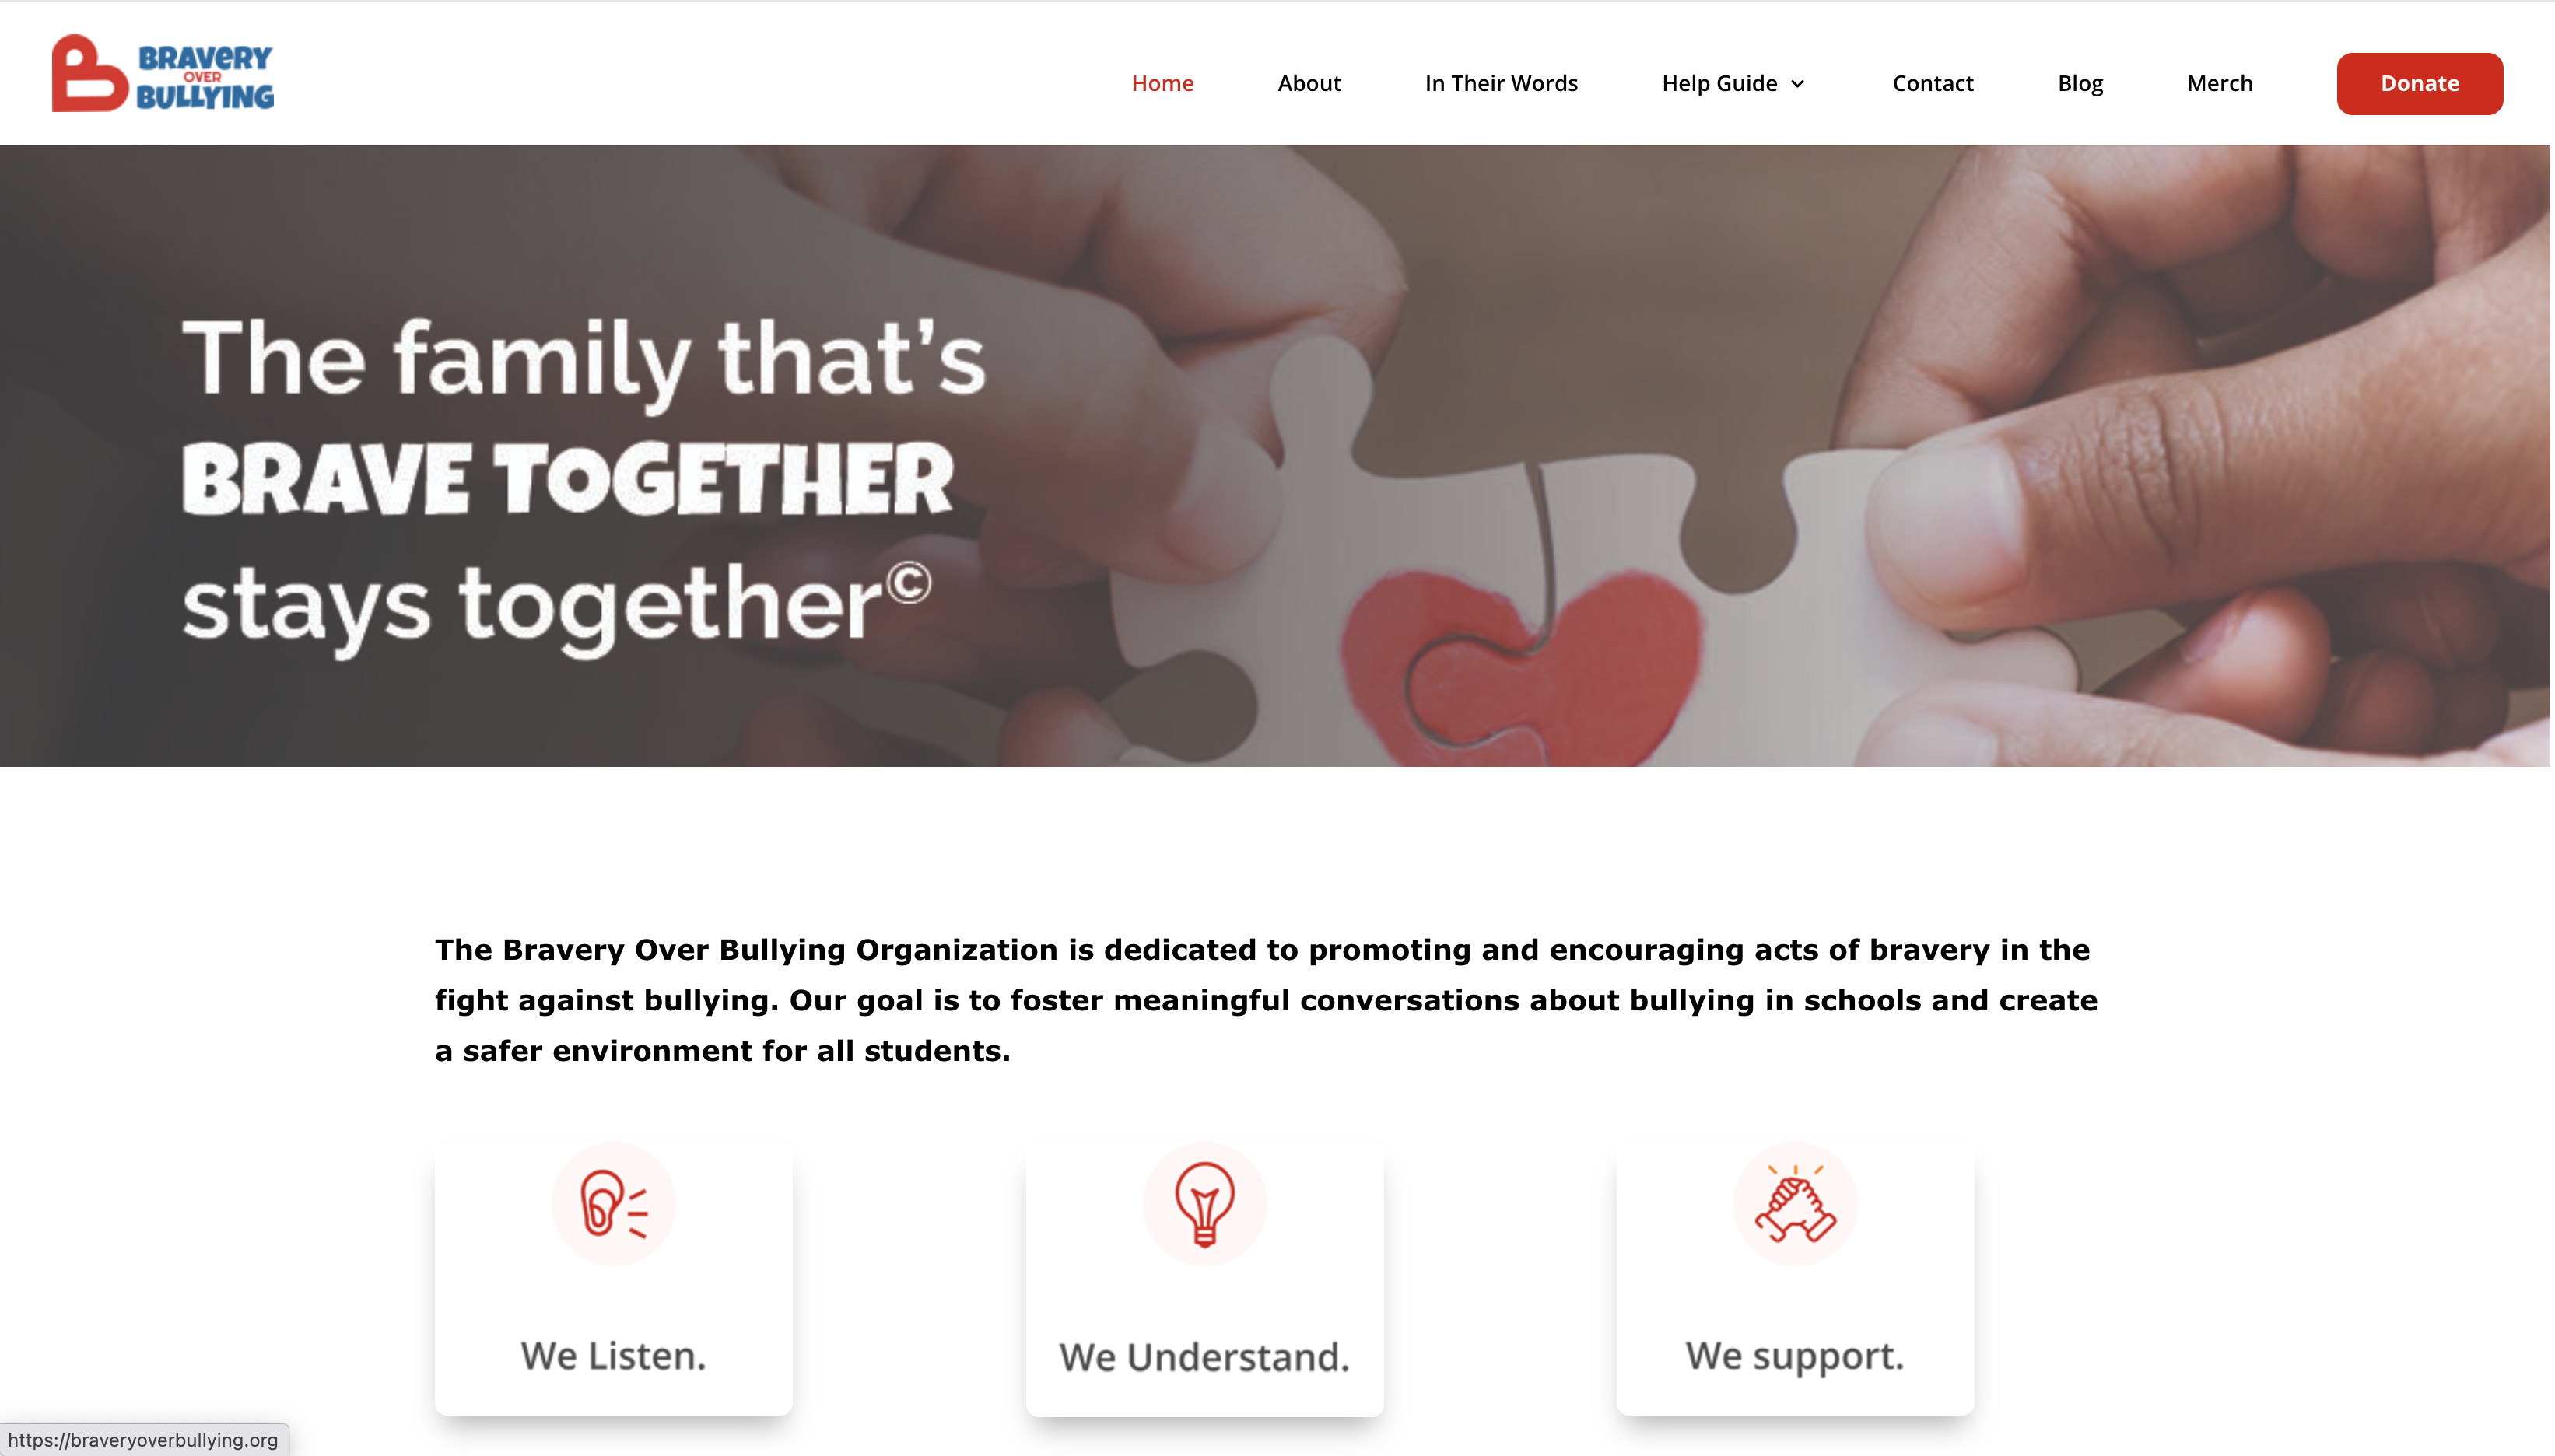 BRAVERY
OVER
BULLYING
Home
About
In Their Words
Help Guide
Contact
Blog
Merch
Donate
The family that's
BRAVE TOGETHER
stays together©
The Bravery Over Bullying Organization is dedicated to promoting and encouraging acts of bravery in the
fight against bullying. Our goal is to foster meaningful conversations about bullying in schools and create
a safer environment for all students.
We Listen.
We Understand.
We support.
https://braveryoverbullying.org